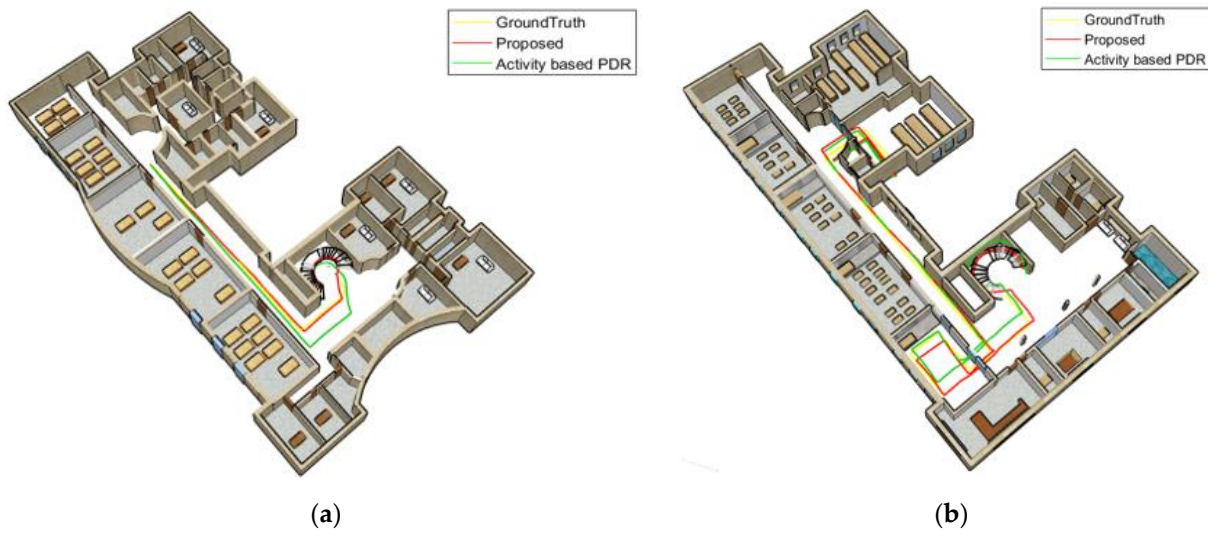 GroundTruth
Proposed
Activity based PDR
GroundTruth
Proposed
Activity based PDR
(a)
(b)